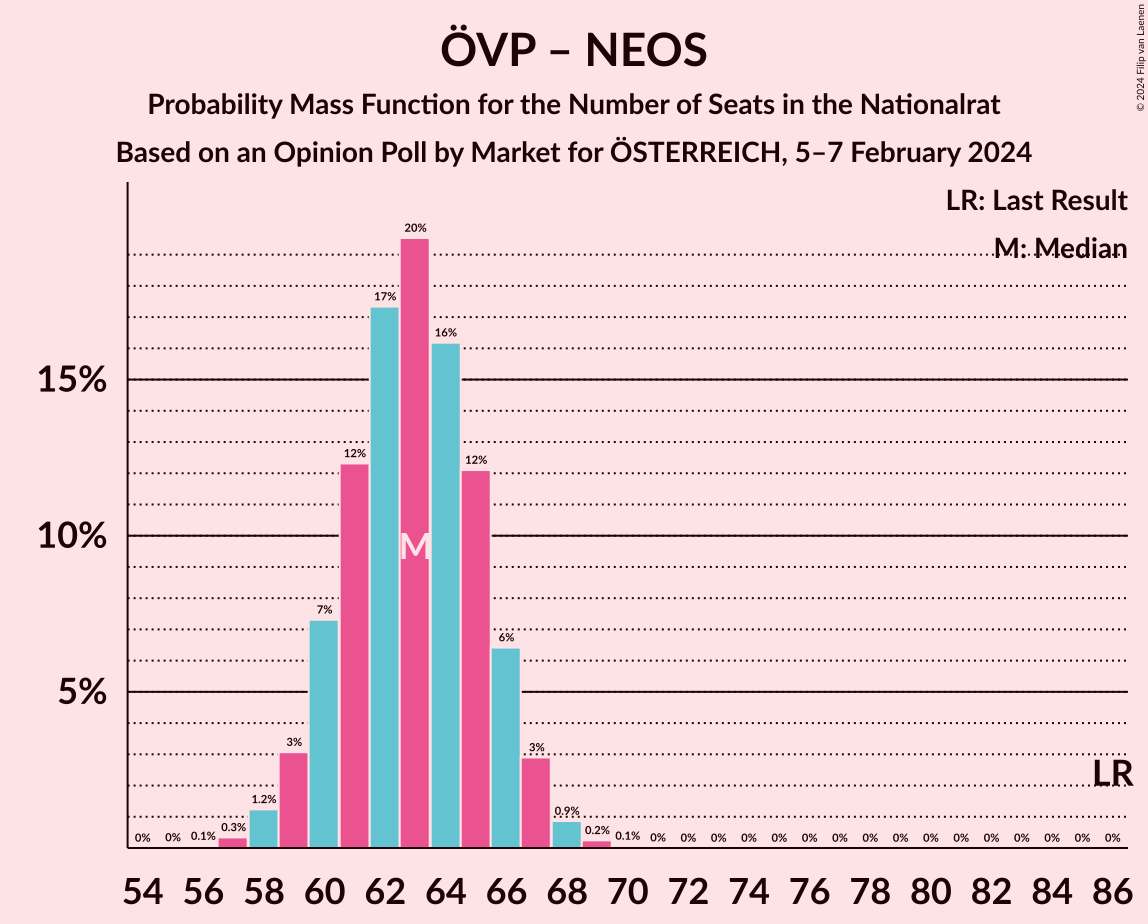 ÖVP – NEOS
Probability Mass Function for the Number of Seats in the Nationalrat
Based on an Opinion Poll by Market for ÖSTERREICH, 5–7 February 2024
© 2024 Filip van Laenen
LR: Last Result
M: Median
15%
10%
5%
0% 0% 0.1% 0.3% 1.2% 3% 7% 12% 17% 20% 16% 12% 6% 3% 0.9% 0.2% 0.1% 0% 0% 0% 0% 0% 0% 0% 0% 0% 0% 0% 0% 0% 0% 0% 0%
M
LR
54 56 58 60 62 64 66 68 70 72 74 76 78 80 82 84 86